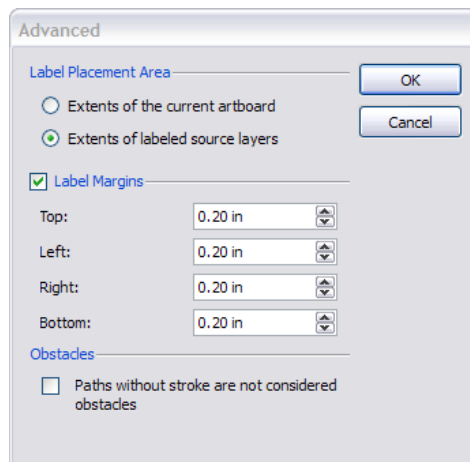 Advanced
Label Placement Area
OK
Extents of the current artboard
Cancel
Extents of labeled source layers
Label Margins
Top: 0.20 in
Left: 0.20 in
Right: 0.20 in
Bottom: 0.20 in
Obstacles
Paths without stroke are not considered
obstacles